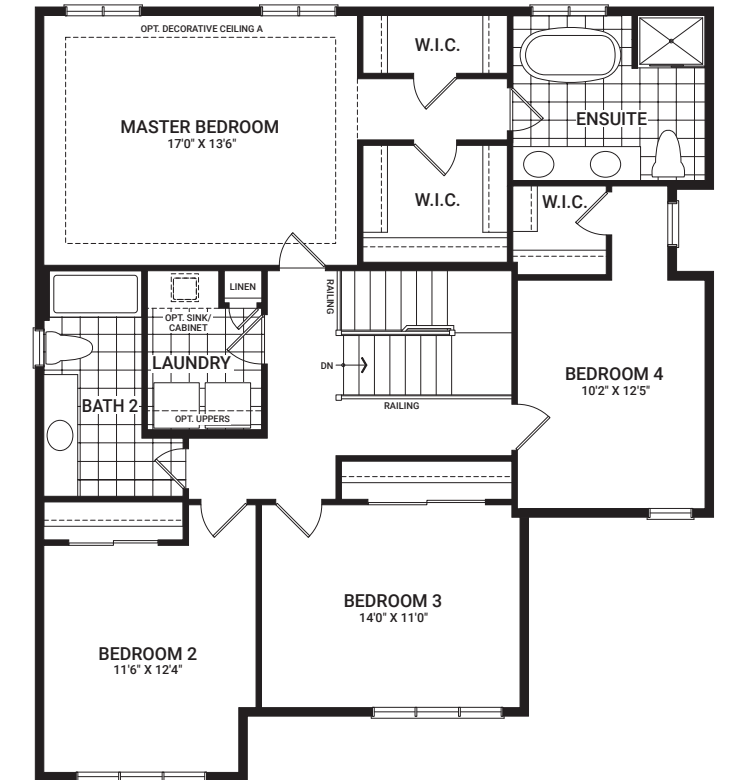 OPT. DECORATIVE CEILING A
W.I.C.
MASTER BEDROOM
17'0" X 13'6"
ENSUITE
W.I.C.
W.I.C.
LINEN
RAILING
OPT. SINK/
CABINET
LAUNDRY
DN
BEDROOM 4
10'2" X 12'5"
BATH 2
OPT. UPPERS
RAILING
BEDROOM 3
14'0" X 11'0"
BEDROOM 2
11'6" X 12'4"